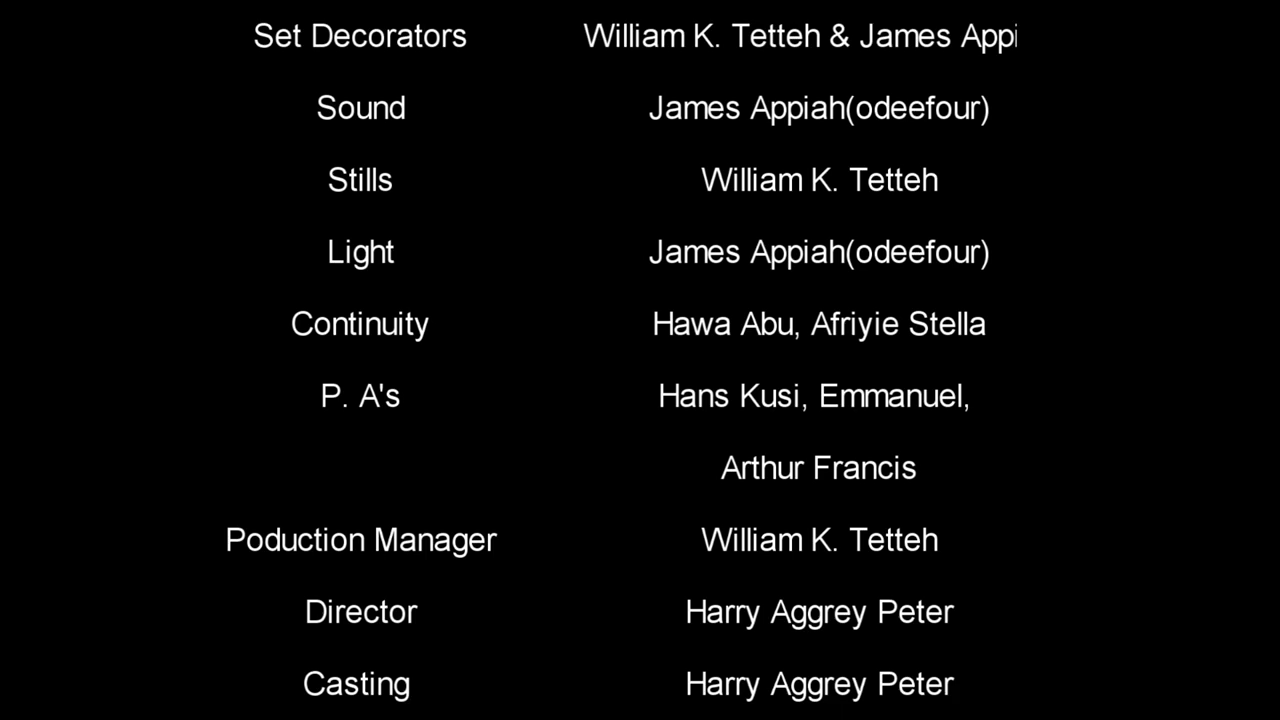 Set Decorators William K. Tetteh & James Appi
Sound James Appiah(odeefour)
Stills William K. Tetteh
Light James Appiah(odeefour)
Continuity Hawa Abu, Afriyie Stella
P. A's Hans Kusi, Emmanuel,
Arthur Francis
Poduction Manager William K. Tetteh
Director Harry Aggrey Peter
Casting Harry Aggrey Peter